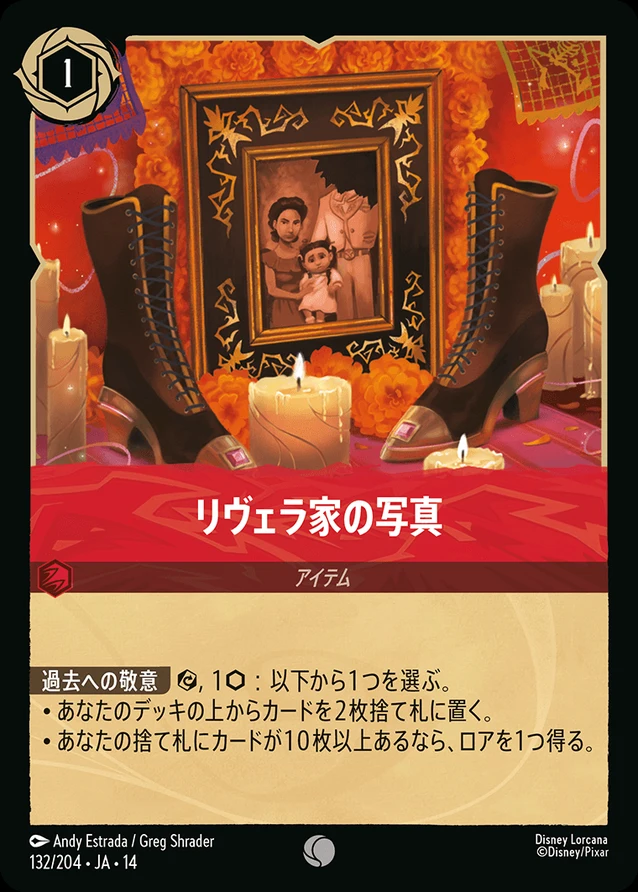 1
リヴェラ家の写真
アイテム
過去への敬意 , 1 : 以下から1つを選ぶ。
• あなたのデッキの上からカードを2枚捨て札に置く。
• あなたの捨て札にカードが10枚以上あるなら、ロアを1つ得る。
Andy Estrada / Greg Shrader
132/204 • JA • 14
Disney Lorcana
©Disney/Pixar